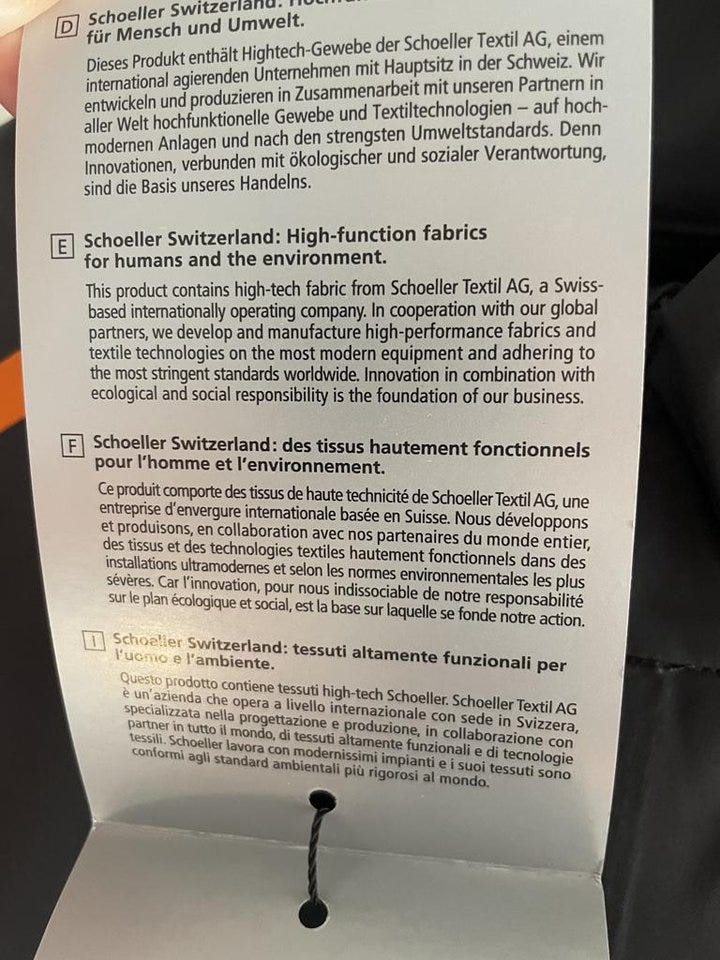 D Schoeller Switzerland:
für Mensch und Umwelt.
Dieses Produkt enthält Hightech-Gewebe der Schoeller Textil AG, einem
international agierenden Unternehmen mit Hauptsitz in der Schweiz. Wir
entwickeln und produzieren in Zusammenarbeit mit unseren Partnern in
aller Welt hochfunktionelle Gewebe und Textiltechnologien – auf hoch-
modernen Anlagen und nach den strengsten Umweltstandards. Denn
Innovationen, verbunden mit ökologischer und sozialer Verantwortung,
sind die Basis unseres Handelns.
E Schoeller Switzerland: High-function fabrics
for humans and the environment.
This product contains high-tech fabric from Schoeller Textil AG, a Swiss-
based internationally operating company. In cooperation with our global
partners, we develop and manufacture high-performance fabrics and
textile technologies on the most modern equipment and adhering to
the most stringent standards worldwide. Innovation in combination with
ecological and social responsibility is the foundation of our business.
F Schoeller Switzerland: des tissus hautement fonctionnels
pour l'homme et l'environnement.
Ce produit comporte des tissus de haute technicité de Schoeller Textil AG, une
entreprise d'envergure internationale basée en Suisse. Nous développons
et produisons, en collaboration avec nos partenaires du monde entier,
des tissus et des technologies textiles hautement fonctionnels dans des
installations ultramodernes et selon les normes environnementales les plus
sévères. Car l'innovation, pour nous indissociable de notre responsabilité
sur le plan écologique et social, est la base sur laquelle se fonde notre action.
I Schoeller Switzerland: tessuti altamente funzionali per
l'uomo e l'ambiente.
Questo prodotto contiene tessuti high-tech Schoeller. Schoeller Textil AG
è un'azienda che opera a livello internazionale con sede in Svizzera,
specializzata nella progettazione e produzione, in collaborazione con
partner in tutto il mondo, di tessuti altamente funzionali e di tecnologie
tessili. Schoeller lavora con modernissimi impianti e i suoi tessuti sono
conformi agli standard ambientali più rigorosi al mondo.